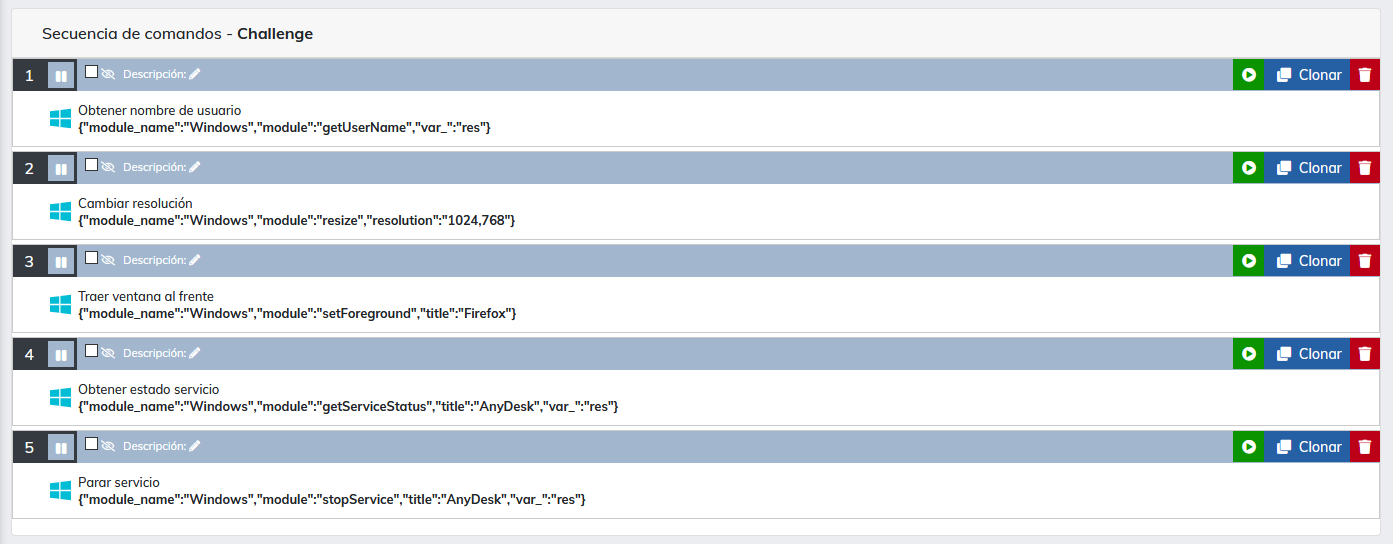 Secuencia de comandos - Challenge
1 Descripción: Clonar
Obtener nombre de usuario
{"module_name":"Windows","module":"getUserName","var_":"res"}
2 Descripción: Clonar
Cambiar resolución
{"module_name":"Windows","module":"resize","resolution":"1024,768"}
3 Descripción: Clonar
Traer ventana al frente
{"module_name":"Windows","module":"setForeground","title":"Firefox"}
4 Descripción: Clonar
Obtener estado servicio
{"module_name":"Windows","module":"getServiceStatus","title":"AnyDesk","var_":"res"}
5 Descripción: Clonar
Parar servicio
{"module_name":"Windows","module":"stopService","title":"AnyDesk","var_":"res"}